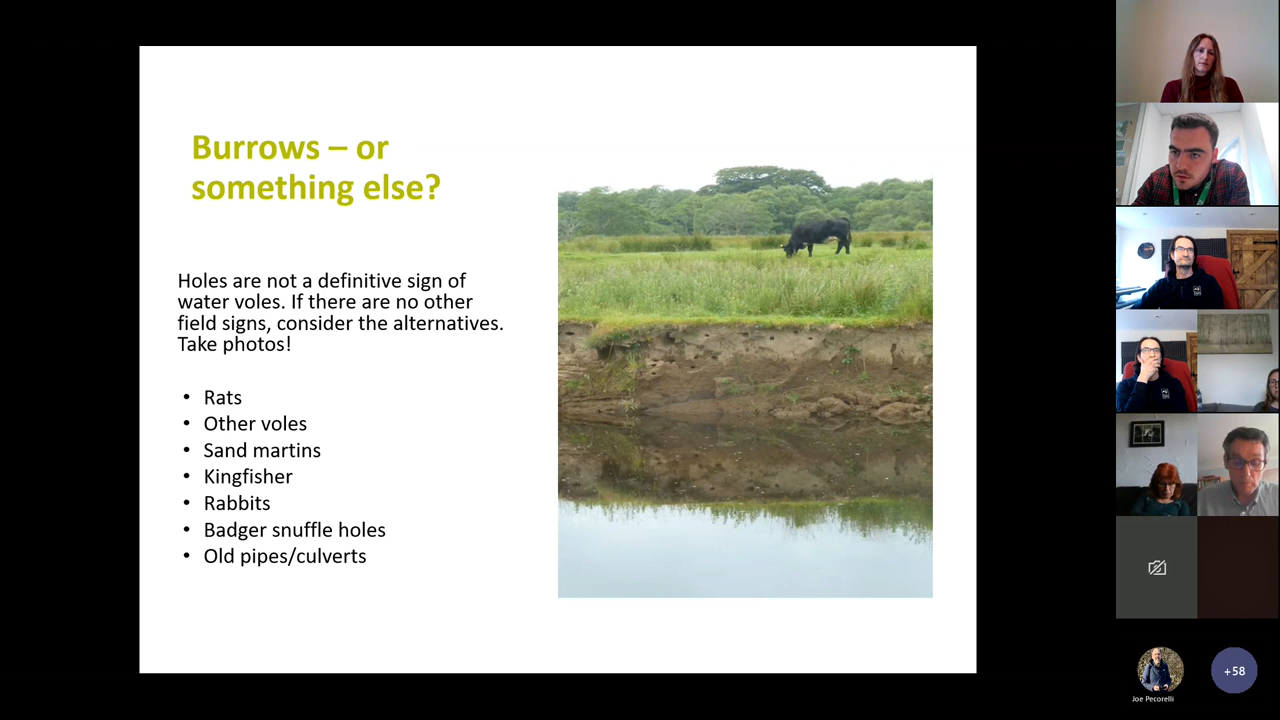 Burrows – or
something else?
Holes are not a definitive sign of
water voles. If there are no other
field signs, consider the alternatives.
Take photos!
• Rats
• Other voles
• Sand martins
• Kingfisher
• Rabbits
• Badger snuffle holes
• Old pipes/culverts
Joe Pecorelli
+58